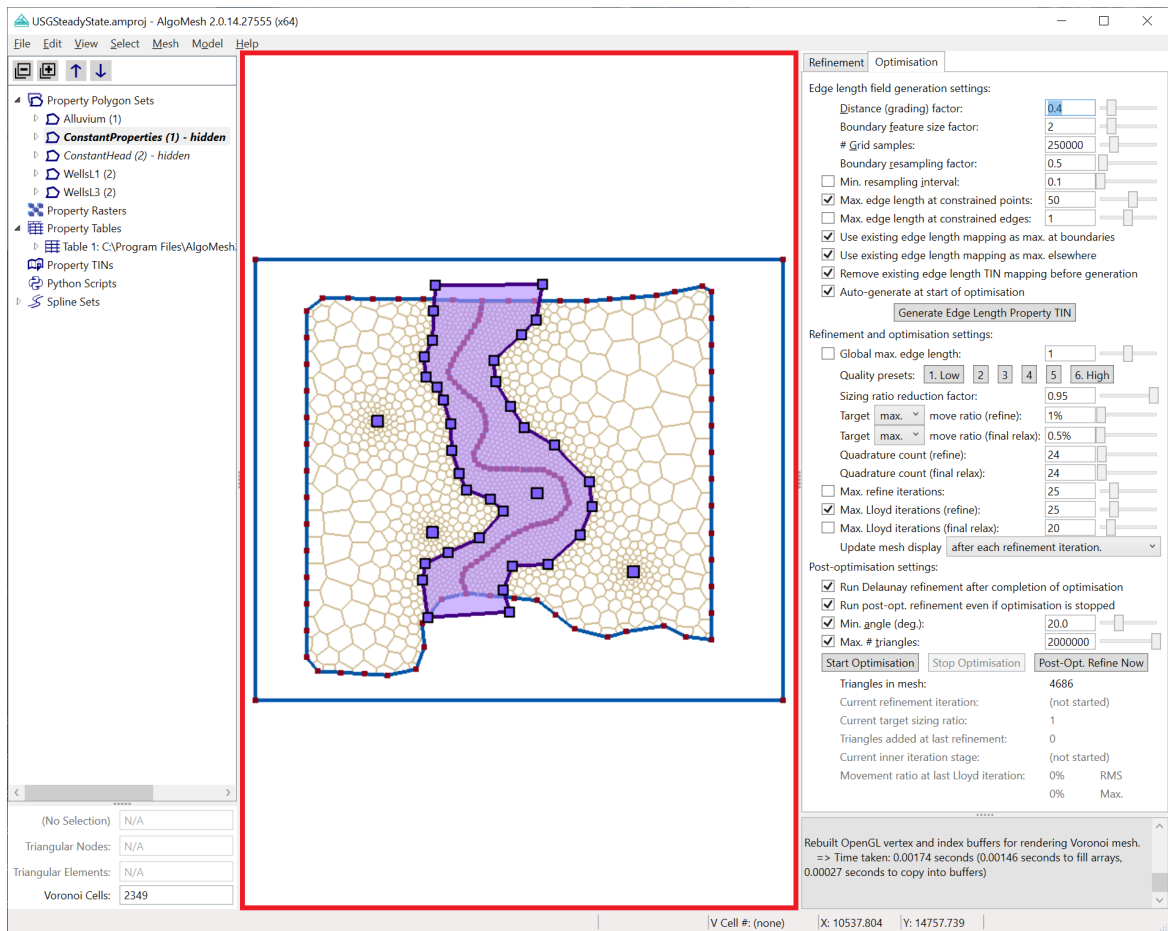 USGSteadyState.amproj - AlgoMesh 2.0.14.27555 (x64)
File Edit View Select Mesh Model Help
Property Polygon Sets
Alluvium (1)
ConstantProperties (1) - hidden
ConstantHead (2) - hidden
WellsL1 (2)
WellsL3 (2)
Property Rasters
Property Tables
Table 1: C:\Program Files\AlgoMesh.
Property TINs
Python Scripts
Spline Sets
(No Selection) N/A
Triangular Nodes: N/A
Triangular Elements: N/A
Voronoi Cells: 2349
Refinement Optimisation
Edge length field generation settings:
Distance (grading) factor: 0.4
Boundary feature size factor: 2
# Grid samples: 250000
Boundary resampling factor: 0.5
Min. resampling interval: 0.1
Max. edge length at constrained points: 50
Max. edge length at constrained edges: 1
Use existing edge length mapping as max. at boundaries
Use existing edge length mapping as max. elsewhere
Remove existing edge length TIN mapping before generation
Auto-generate at start of optimisation
Generate Edge Length Property TIN
Refinement and optimisation settings:
Global max. edge length: 1
Quality presets: 1. Low 2 3 4 5 6. High
Sizing ratio reduction factor: 0.95
Target max. move ratio (refine): 1%
Target max. move ratio (final relax): 0.5%
Quadrature count (refine): 24
Quadrature count (final relax): 24
Max. refine iterations: 25
Max. Lloyd iterations (refine): 25
Max. Lloyd iterations (final relax): 20
Update mesh display after each refinement iteration.
Post-optimisation settings:
Run Delaunay refinement after completion of optimisation
Run post-opt. refinement even if optimisation is stopped
Min. angle (deg.): 20.0
Max. # triangles: 2000000
Start Optimisation Stop Optimisation Post-Opt. Refine Now
Triangles in mesh: 4686
Current refinement iteration: (not started)
Current target sizing ratio: 1
Triangles added at last refinement: 0
Current inner iteration stage: (not started)
Movement ratio at last Lloyd iteration: 0% RMS
0% Max.
Rebuilt OpenGL vertex and index buffers for rendering Voronoi mesh.
=> Time taken: 0.00174 seconds (0.00146 seconds to fill arrays,
0.00027 seconds to copy into buffers)
V Cell #: (none) X: 10537.804 Y: 14757.739